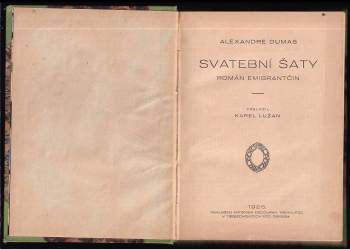 ALEXANDRE DUMAS
SVATEBNÍ ŠATY
ROMÁN EMIGRANTČIN
PŘELOŽIL
KAREL LUŽAN
1925